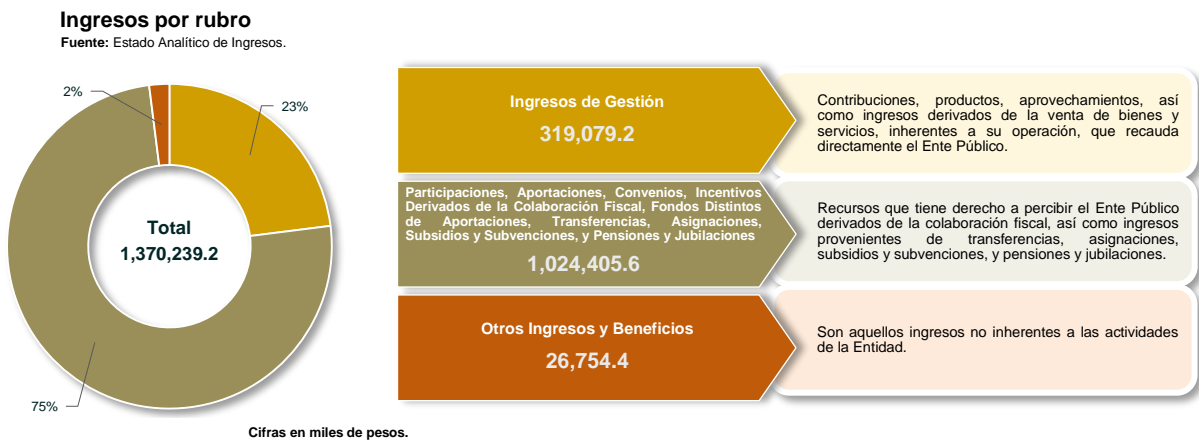 Ingresos por rubro
Fuente: Estado Analítico de Ingresos.
2%
23%
Total
1,370,239.2
75%
Ingresos de Gestión
319,079.2
Contribuciones, productos, aprovechamientos, así
como ingresos derivados de la venta de bienes y
servicios, inherentes a su operación, que recauda
directamente el Ente Público.
Participaciones, Aportaciones, Convenios, Incentivos
Derivados de la Colaboración Fiscal, Fondos Distintos
de Aportaciones, Transferencias, Asignaciones,
Subsidios y Subvenciones, y Pensiones y Jubilaciones
1,024,405.6
Recursos que tiene derecho a percibir el Ente Público
derivados de la colaboración fiscal, así como ingresos
provenientes de transferencias, asignaciones,
subsidios y subvenciones, y pensiones y jubilaciones.
Otros Ingresos y Beneficios
26,754.4
Son aquellos ingresos no inherentes a las actividades
de la Entidad.
Cifras en miles de pesos.